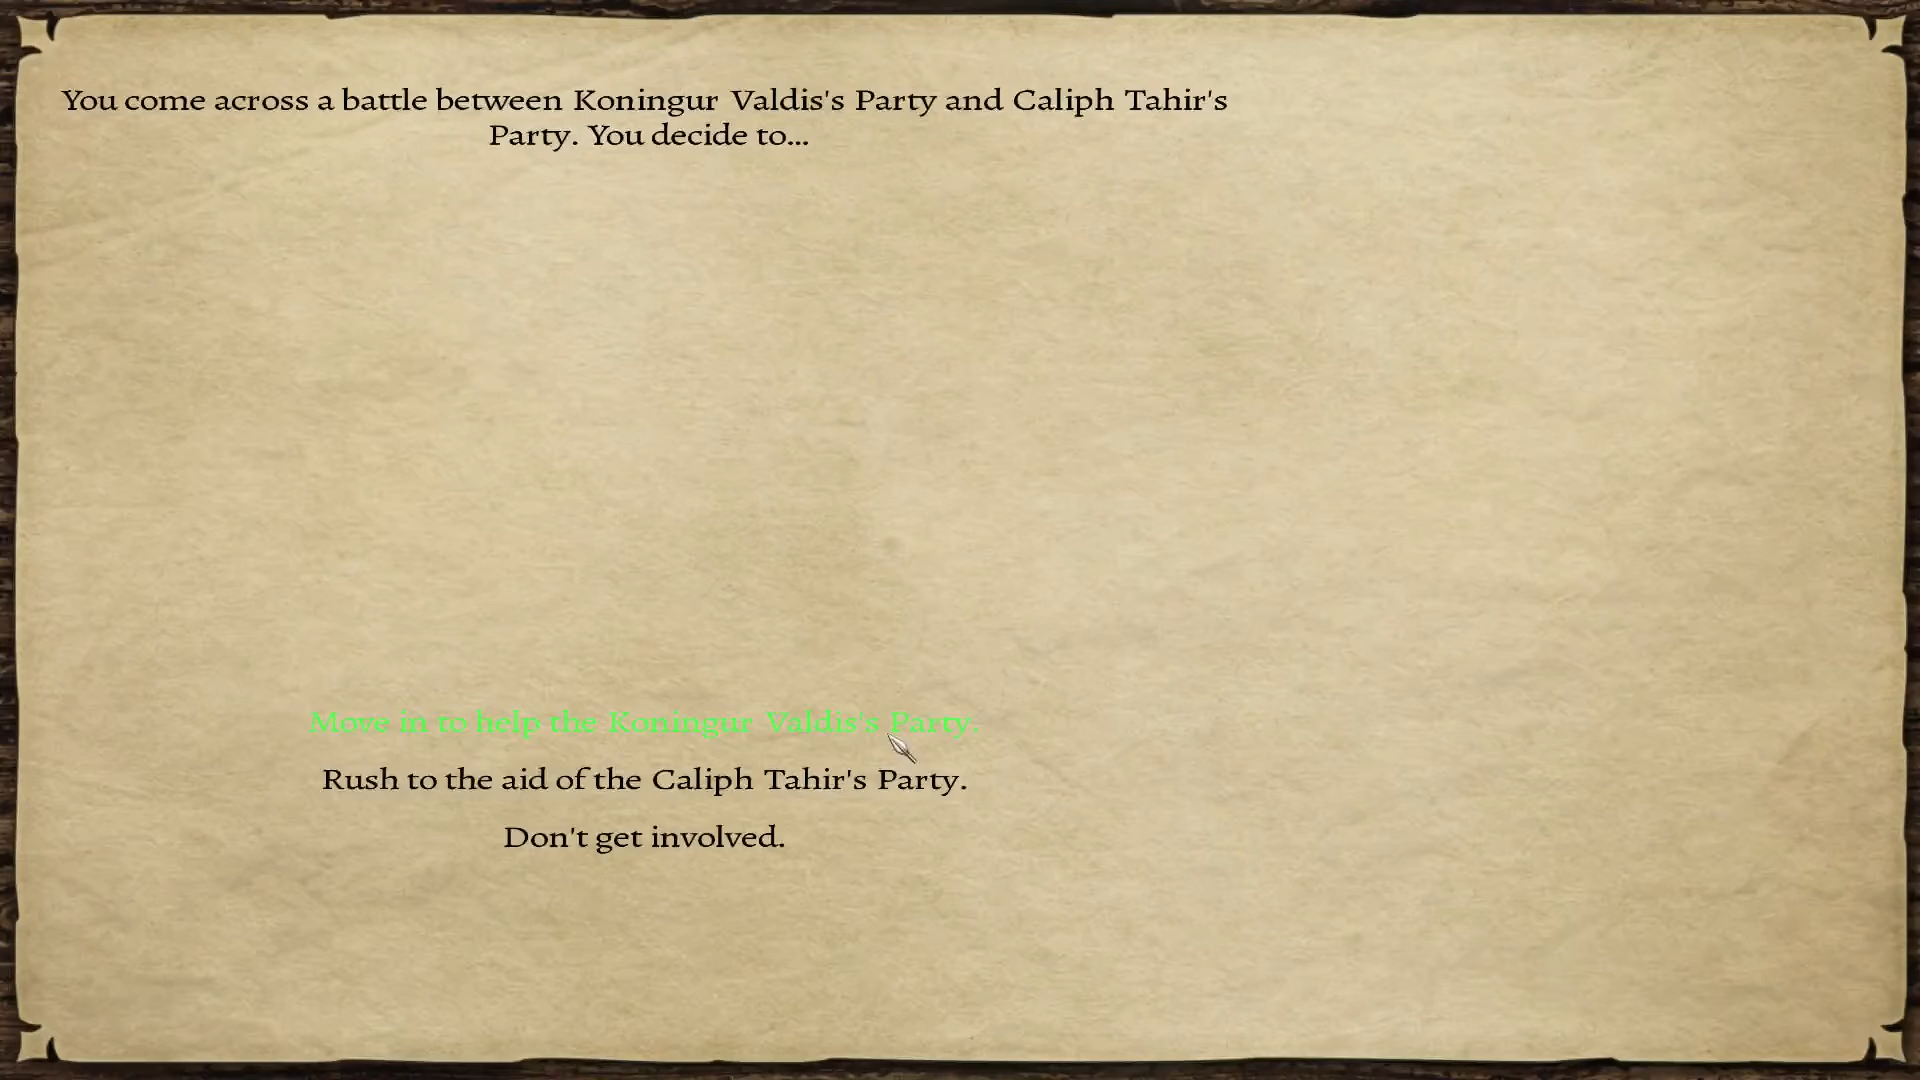 You come across a battle between Koningur Valdis's Party and Caliph Tahir's
Party. You decide to...
Move in to help the Koningur Valdis's Party.
Rush to the aid of the Caliph Tahir's Party.
Don't get involved.